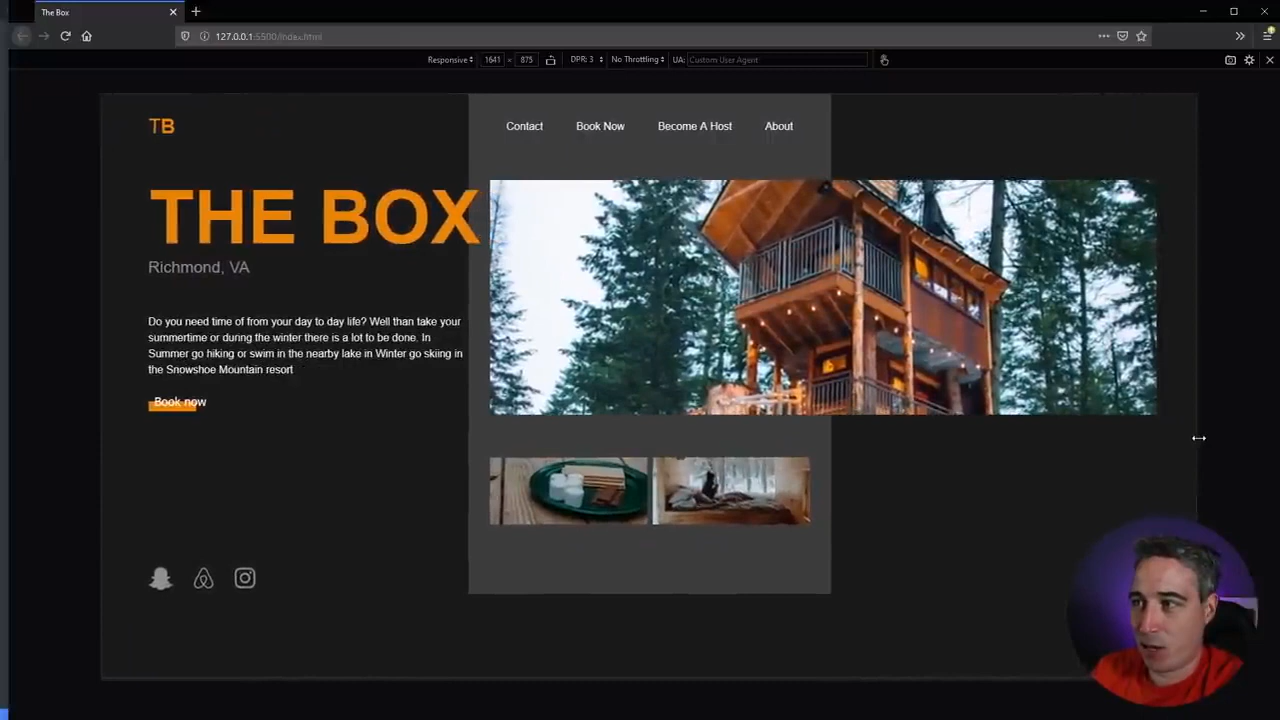 The Box
127.0.0.1:5500/index.html
Responsive 1641 × 875 DPR: 3 No Throttling UA: Custom User Agent
TB
Contact Book Now Become A Host About
THE BOX
Richmond, VA
Do you need time of from your day to day life? Well than take your
summertime or during the winter there is a lot to be done. In
Summer go hiking or swim in the nearby lake in Winter go skiing in
the Snowshoe Mountain resort
Book now